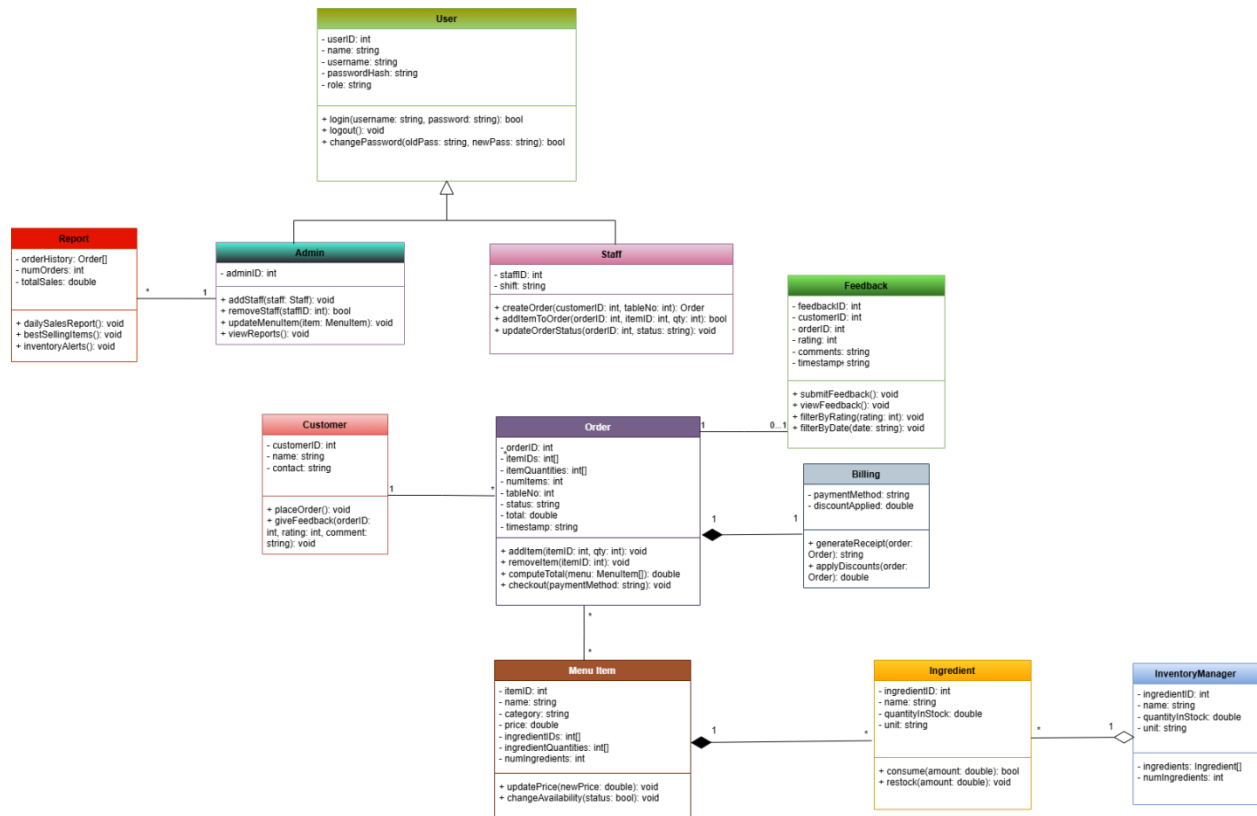 User
- userID: int
- name: string
- username: string
- passwordHash: string
- role: string
+ login(username: string, password: string): bool
+ logout(): void
+ changePassword(oldPass: string, newPass: string): bool
Report
- orderHistory: Order[]
- numOrders: int
- totalSales: double
+ dailySalesReport(): void
+ bestSellingItems(): void
+ inventoryAlerts(): void
*
1
Admin
- adminID: int
+ addStaff(staff: Staff): void
+ removeStaff(staffID: int): bool
+ updateMenuItem(item: MenuItem): void
+ viewReports(): void
Staff
- staffID: int
- shift: string
+ createOrder(customerID: int, tableNo: int): Order
+ addItemToOrder(orderID: int, itemID: int, qty: int): bool
+ updateOrderStatus(orderID: int, status: string): void
Feedback
- feedbackID: int
- customerID: int
- orderID: int
- rating: int
- comments: string
- timestamp: string
+ submitFeedback(): void
+ viewFeedback(): void
+ filterByRating(rating: int): void
+ filterByDate(date: string): void
Customer
- customerID: int
- name: string
- contact: string
+ placeOrder(): void
+ giveFeedback(orderID:
int, rating: int, comment:
string): void
1
*
Order
- orderID: int
- itemIDs: int[]
- itemQuantities: int[]
- numItems: int
- tableNo: int
- status: string
- total: double
- timestamp: string
+ addItem(itemID: int, qty: int): void
+ removeItem(itemID: int): void
+ computeTotal(menu: MenuItem[]): double
+ checkout(paymentMethod: string): void
1
0...1
1
1
Billing
- paymentMethod: string
- discountApplied: double
+ generateReceipt(order:
Order): string
+ applyDiscounts(order:
Order): double
*
*
Menu Item
- itemID: int
- name: string
- category: string
- price: double
- ingredientIDs: int[]
- ingredientQuantities: int[]
- numIngredients: int
+ updatePrice(newPrice: double): void
+ changeAvailability(status: bool): void
1
*
Ingredient
- ingredientID: int
- name: string
- quantityInStock: double
- unit: string
+ consume(amount: double): bool
+ restock(amount: double): void
*
1
InventoryManager
- ingredientID: int
- name: string
- quantityInStock: double
- unit: string
- ingredients: Ingredient[]
- numIngredients: int